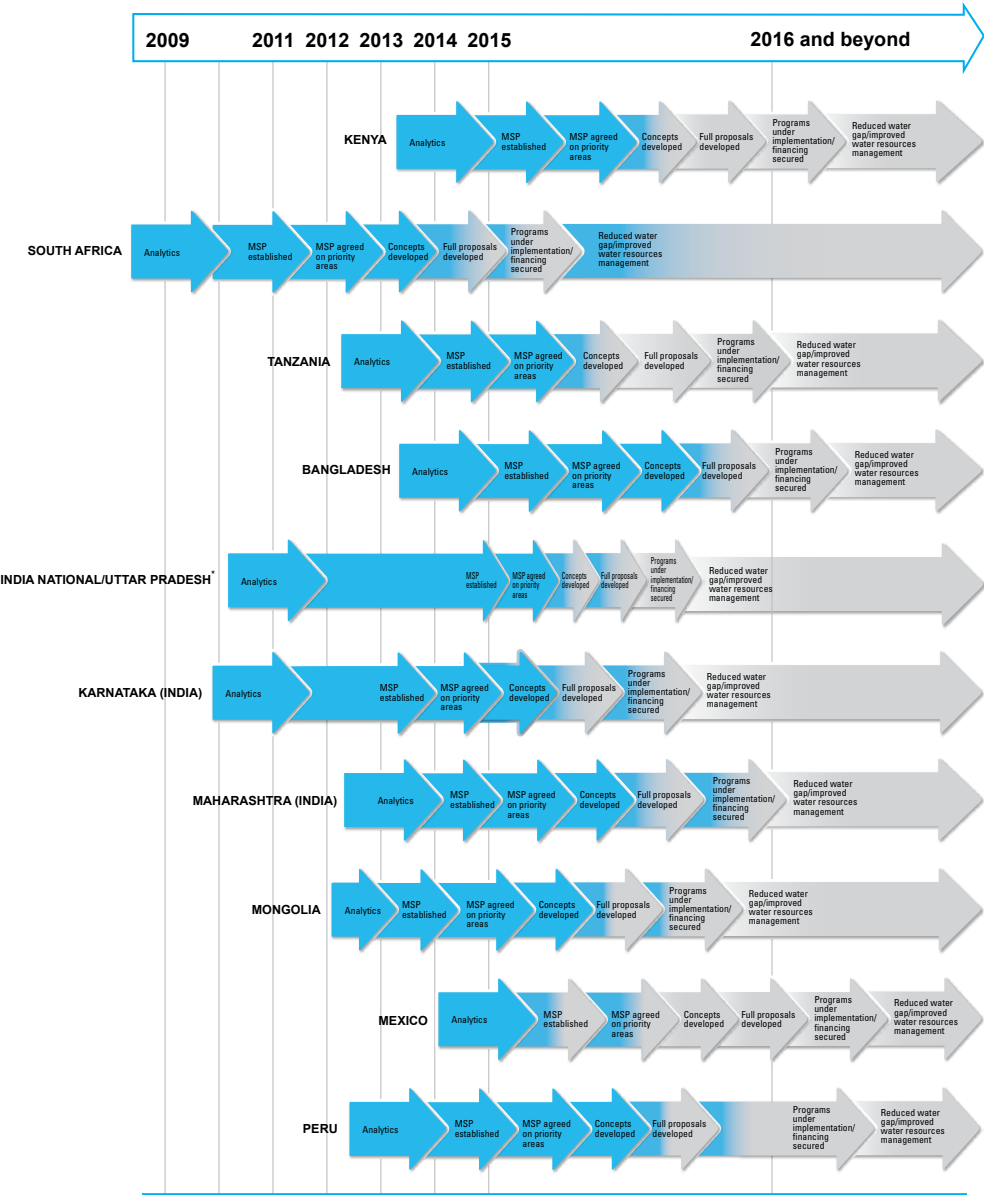 2009 2011 2012 2013 2014 2015 2016 and beyond
KENYA
Analytics
MSP
established
MSP agreed
on priority
areas
Concepts
developed
Full proposals
developed
Programs
under
implementation/
financing
secured
Reduced water
gap/improved
water resources
management
SOUTH AFRICA
Analytics
MSP
established
MSP agreed
on priority
areas
Concepts
developed
Full proposals
developed
Programs
under
implementation/
financing
secured
Reduced water
gap/improved
water resources
management
TANZANIA
Analytics
MSP
established
MSP agreed
on priority
areas
Concepts
developed
Full proposals
developed
Programs
under
implementation/
financing
secured
Reduced water
gap/improved
water resources
management
BANGLADESH
Analytics
MSP
established
MSP agreed
on priority
areas
Concepts
developed
Full proposals
developed
Programs
under
implementation/
financing
secured
Reduced water
gap/improved
water resources
management
INDIA NATIONAL/UTTAR PRADESH*
Analytics
MSP
established
MSP agreed
on priority
areas
Concepts
developed
Full proposals
developed
Programs
under
implementation/
financing
secured
Reduced water
gap/improved
water resources
management
KARNATAKA (INDIA)
Analytics
MSP
established
MSP agreed
on priority
areas
Concepts
developed
Full proposals
developed
Programs
under
implementation/
financing
secured
Reduced water
gap/improved
water resources
management
MAHARASHTRA (INDIA)
Analytics
MSP
established
MSP agreed
on priority
areas
Concepts
developed
Full proposals
developed
Programs
under
implementation/
financing
secured
Reduced water
gap/improved
water resources
management
MONGOLIA
Analytics
MSP
established
MSP agreed
on priority
areas
Concepts
developed
Full proposals
developed
Programs
under
implementation/
financing
secured
Reduced water
gap/improved
water resources
management
MEXICO
Analytics
MSP
established
MSP agreed
on priority
areas
Concepts
developed
Full proposals
developed
Programs
under
implementation/
financing
secured
Reduced water
gap/improved
water resources
management
PERU
Analytics
MSP
established
MSP agreed
on priority
areas
Concepts
developed
Full proposals
developed
Programs
under
implementation/
financing
secured
Reduced water
gap/improved
water resources
management